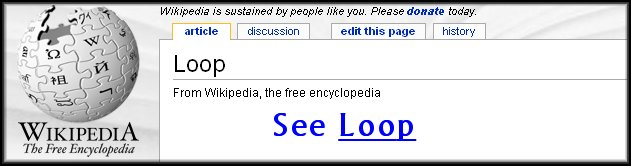 Wikipedia is sustained by people like you. Please donate today.
article discussion edit this page history
Loop
From Wikipedia, the free encyclopedia
See Loop
WIKIPEDIA
The Free Encyclopedia